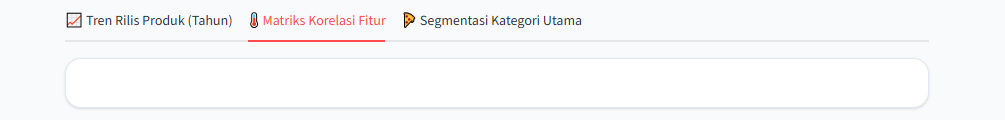 📈 Tren Rilis Produk (Tahun) 🌡️ Matriks Korelasi Fitur 🍕 Segmentasi Kategori Utama